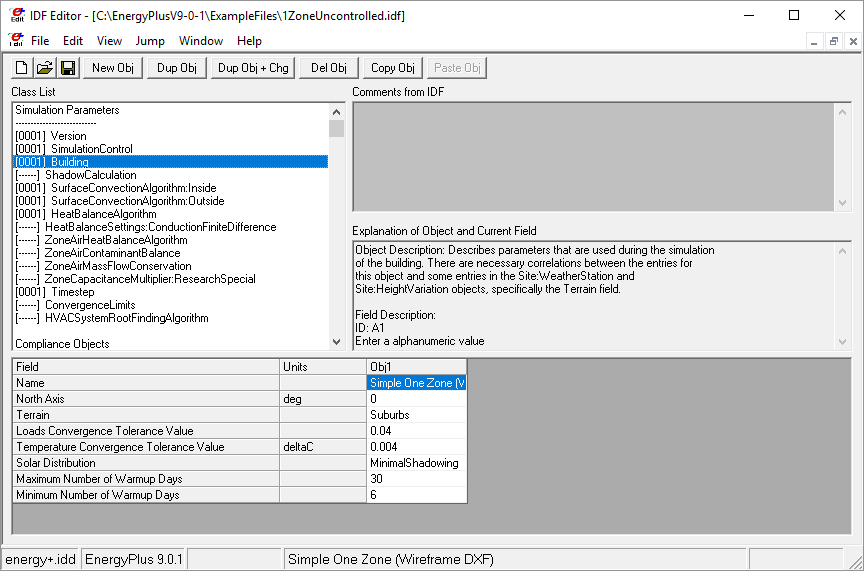 IDF Editor - [C:\EnergyPlusV9-0-1\ExampleFiles\1ZoneUncontrolled.idf]
File Edit View Jump Window Help
New Obj Dup Obj Dup Obj + Chg Del Obj Copy Obj Paste Obj
Class List
Simulation Parameters
---------------------------
[0001] Version
[0001] SimulationControl
[0001] Building
[------] ShadowCalculation
[0001] SurfaceConvectionAlgorithm:Inside
[0001] SurfaceConvectionAlgorithm:Outside
[0001] HeatBalanceAlgorithm
[------] HeatBalanceSettings:ConductionFiniteDifference
[------] ZoneAirHeatBalanceAlgorithm
[------] ZoneAirContaminantBalance
[------] ZoneAirMassFlowConservation
[------] ZoneCapacitanceMultiplier:ResearchSpecial
[0001] Timestep
[------] ConvergenceLimits
[------] HVACSystemRootFindingAlgorithm
Compliance Objects
Comments from IDF
Explanation of Object and Current Field
Object Description: Describes parameters that are used during the simulation
of the building. There are necessary correlations between the entries for
this object and some entries in the Site:WeatherStation and
Site:HeightVariation objects, specifically the Terrain field.
Field Description:
ID: A1
Enter a alphanumeric value
Field Units Obj1
Name Simple One Zone (W
North Axis deg 0
Terrain Suburbs
Loads Convergence Tolerance Value 0.04
Temperature Convergence Tolerance Value deltaC 0.004
Solar Distribution MinimalShadowing
Maximum Number of Warmup Days 30
Minimum Number of Warmup Days 6
energy+.idd EnergyPlus 9.0.1 Simple One Zone (Wireframe DXF)